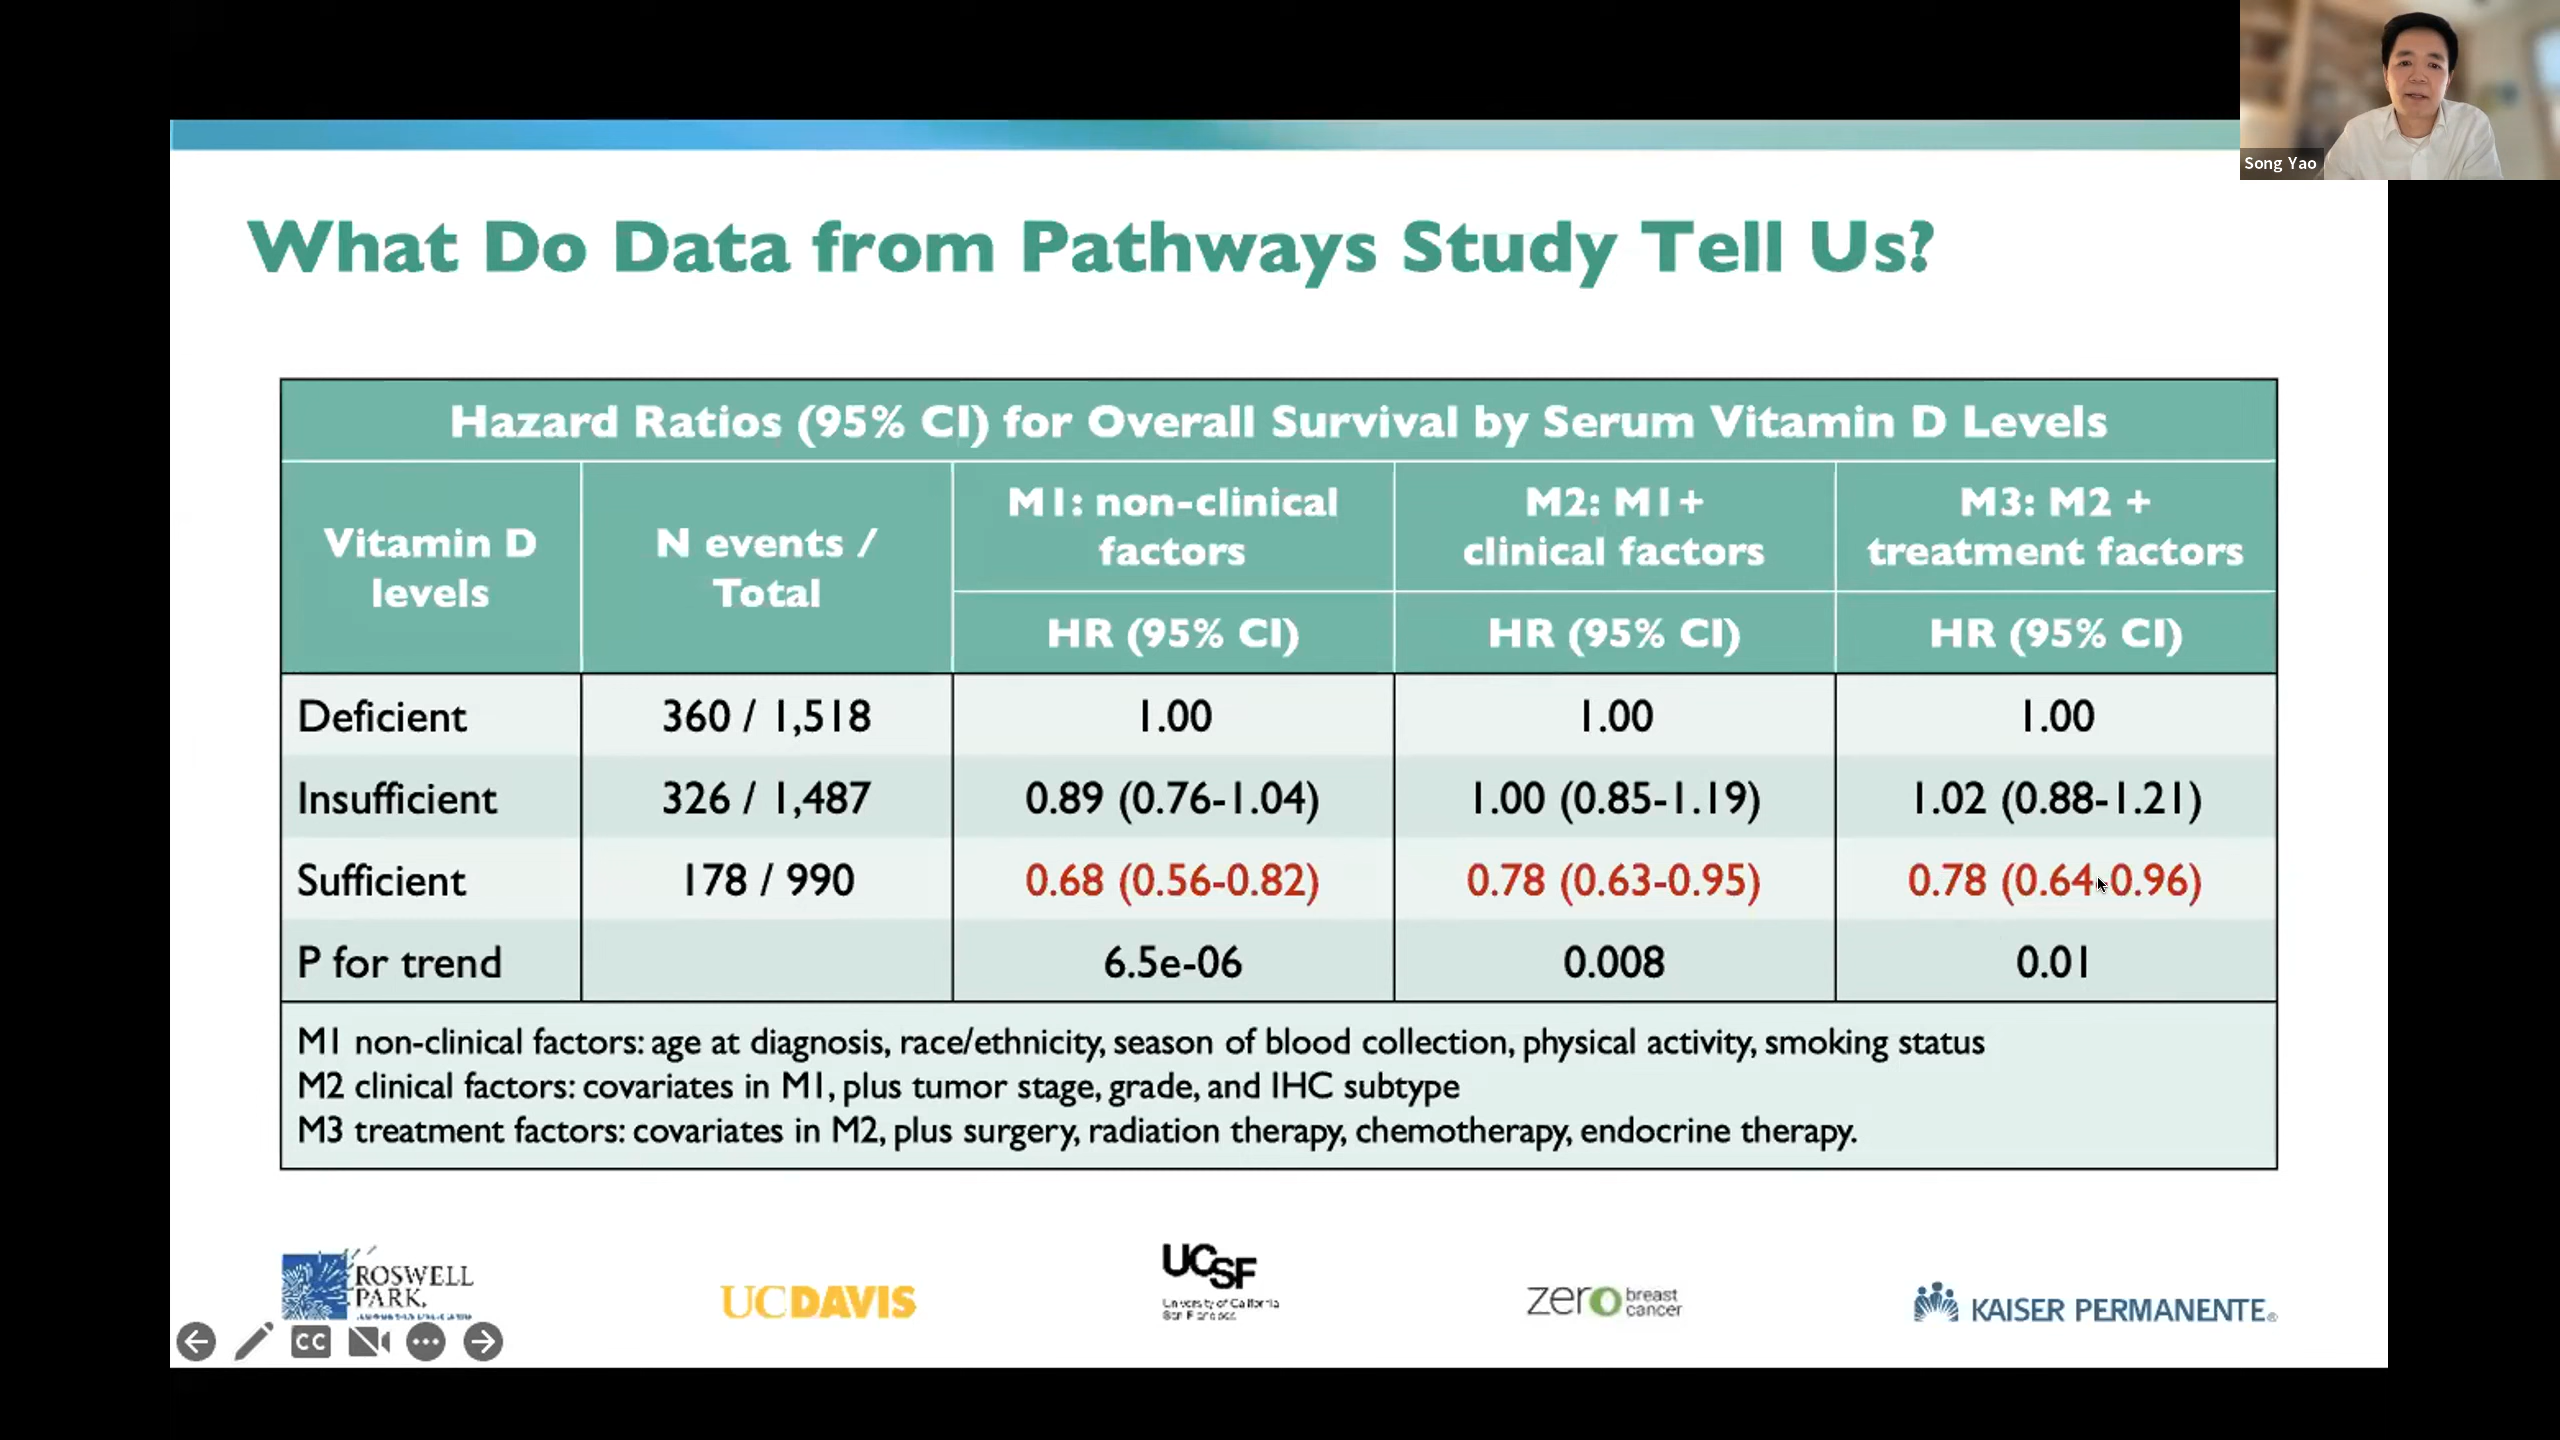 Song Yao
What Do Data from Pathways Study Tell Us?
Hazard Ratios (95% CI) for Overall Survival by Serum Vitamin D Levels
Vitamin D
levels
N events /
Total
M1: non-clinical
factors
M2: M1+
clinical factors
M3: M2 +
treatment factors
HR (95% CI)
HR (95% CI)
HR (95% CI)
Deficient
360 / 1,518
1.00
1.00
1.00
Insufficient
326 / 1,487
0.89 (0.76-1.04)
1.00 (0.85-1.19)
1.02 (0.88-1.21)
Sufficient
178 / 990
0.68 (0.56-0.82)
0.78 (0.63-0.95)
0.78 (0.64-0.96)
P for trend
6.5e-06
0.008
0.01
M1 non-clinical factors: age at diagnosis, race/ethnicity, season of blood collection, physical activity, smoking status
M2 clinical factors: covariates in M1, plus tumor stage, grade, and IHC subtype
M3 treatment factors: covariates in M2, plus surgery, radiation therapy, chemotherapy, endocrine therapy.
ROSWELL
PARK.
UCDAVIS
UCSF
University of California
San Francisco
zero breast
cancer
KAISER PERMANENTE®
CC